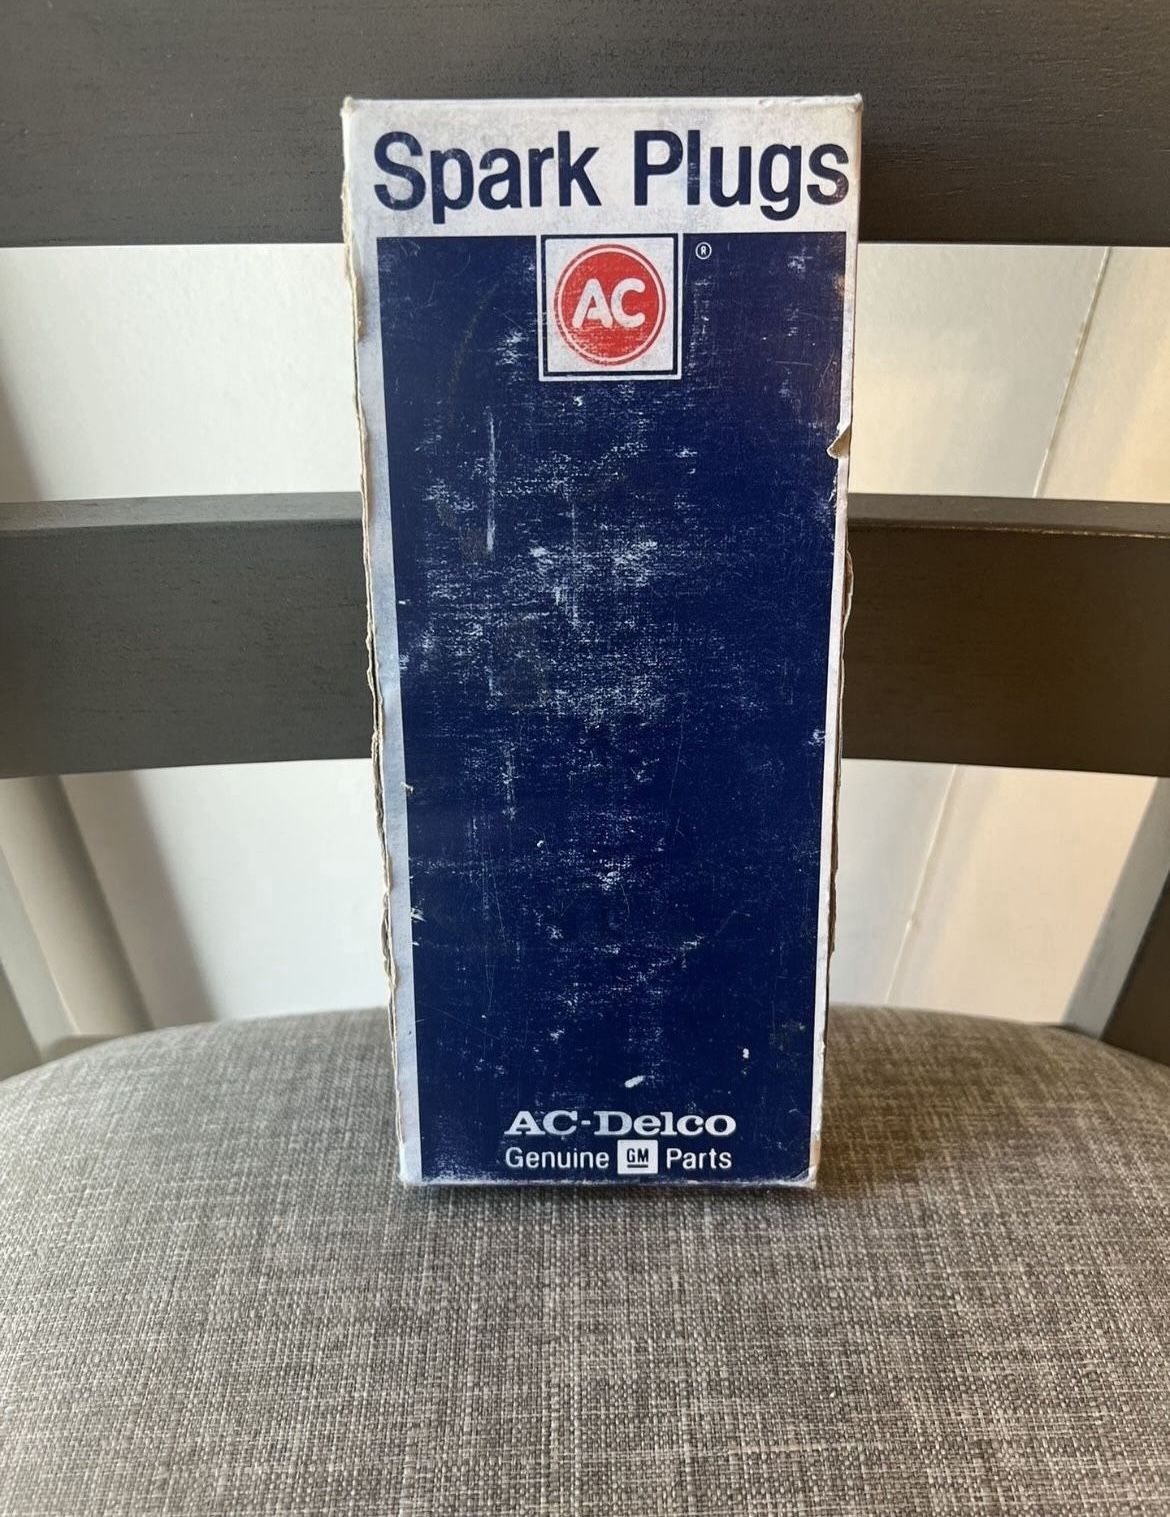 Spark Plugs
AC ®
AC-Delco
Genuine GM Parts